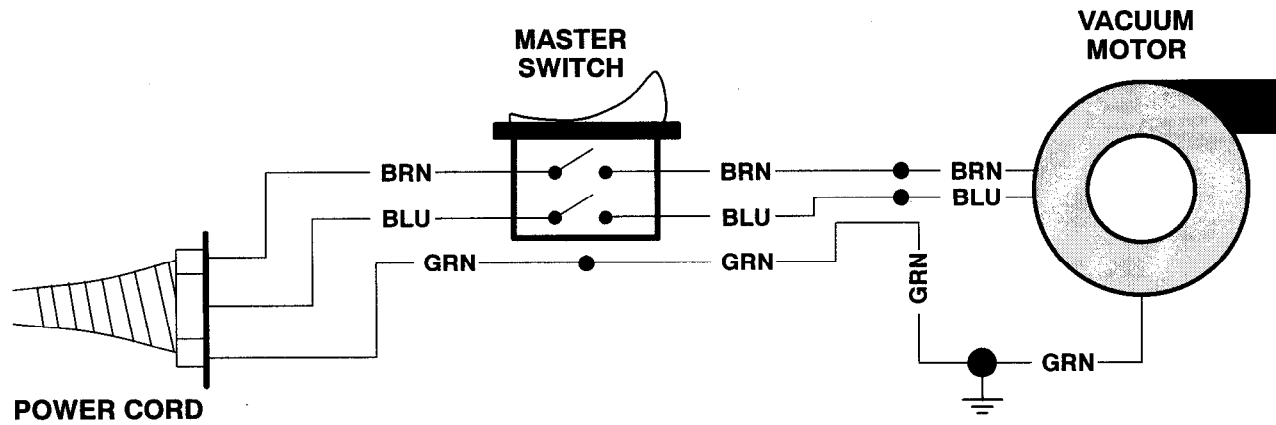 VACUUM
MOTOR
MASTER
SWITCH
BRN
BRN
BRN
BLU
BLU
BLU
GRN
GRN
GRN
GRN
POWER CORD